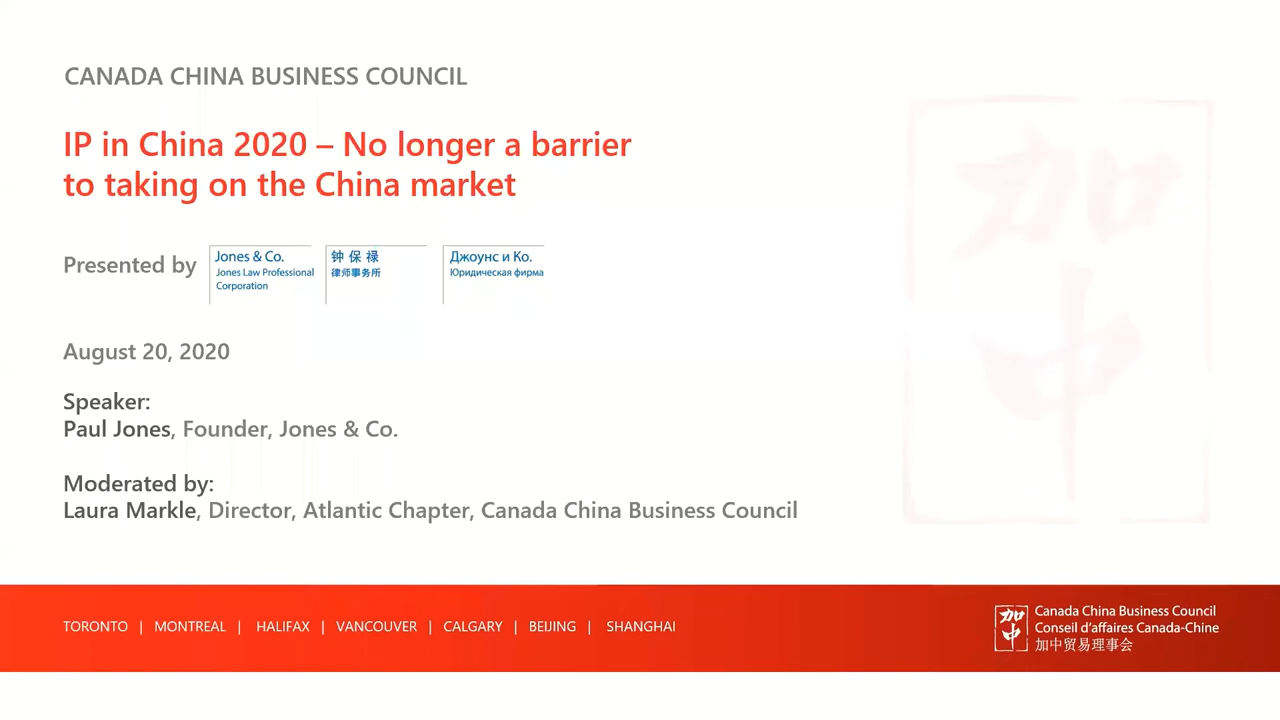 CANADA CHINA BUSINESS COUNCIL
IP in China 2020 – No longer a barrier
to taking on the China market
Presented by
Jones & Co.
Jones Law Professional
Corporation
钟 保 禄
律师事务所
Джоунс и Ко.
Юридическая фирма
August 20, 2020
Speaker:
Paul Jones, Founder, Jones & Co.
Moderated by:
Laura Markle, Director, Atlantic Chapter, Canada China Business Council
加
中
TORONTO | MONTREAL | HALIFAX | VANCOUVER | CALGARY | BEIJING | SHANGHAI
加
中
Canada China Business Council
Conseil d'affaires Canada-Chine
加中贸易理事会